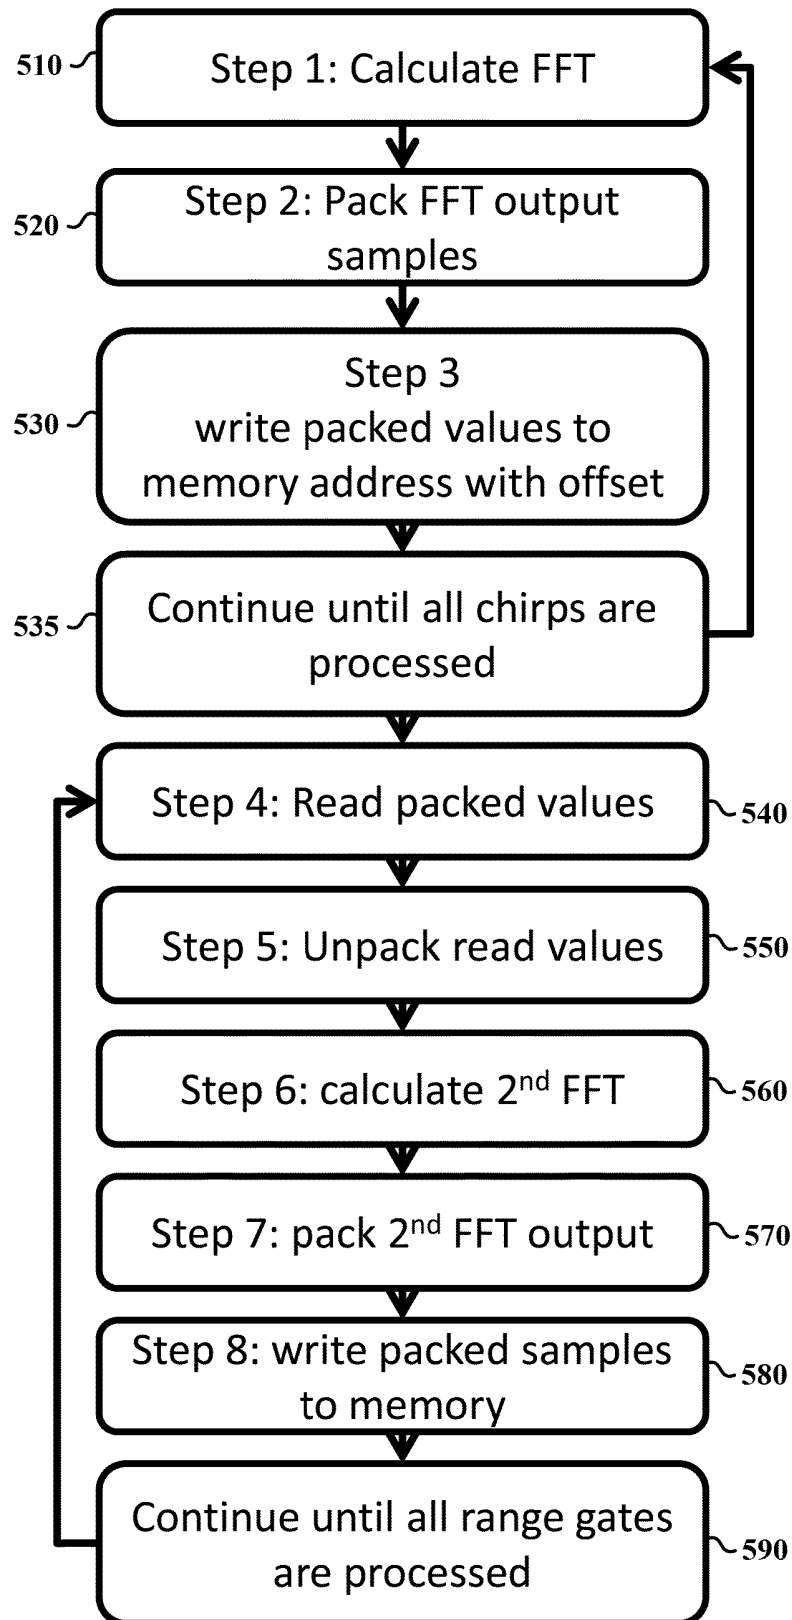 510
Step 1: Calculate FFT
520
Step 2: Pack FFT output
samples
530
Step 3
write packed values to
memory address with offset
535
Continue until all chirps are
processed
Step 4: Read packed values
540
Step 5: Unpack read values
550
Step 6: calculate 2nd FFT
560
Step 7: pack 2nd FFT output
570
Step 8: write packed samples
to memory
580
Continue until all range gates
are processed
590